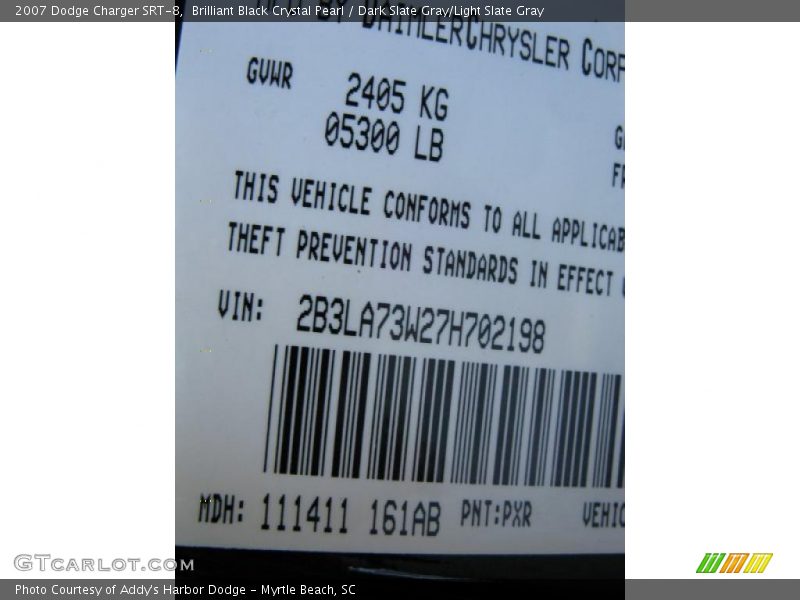 2007 Dodge Charger SRT-8, Brilliant Black Crystal Pearl / Dark Slate Gray/Light Slate Gray
BY DAIMLERCHRYSLER CORP
GVWR 2405 KG
05300 LB
THIS VEHICLE CONFORMS TO ALL APPLICAB
THEFT PREVENTION STANDARDS IN EFFECT
VIN: 2B3LA73W27H702198
MDH: 111411 161AB PNT:PXR VEHIC
GTcarlot.com
Photo Courtesy of Addy's Harbor Dodge - Myrtle Beach, SC